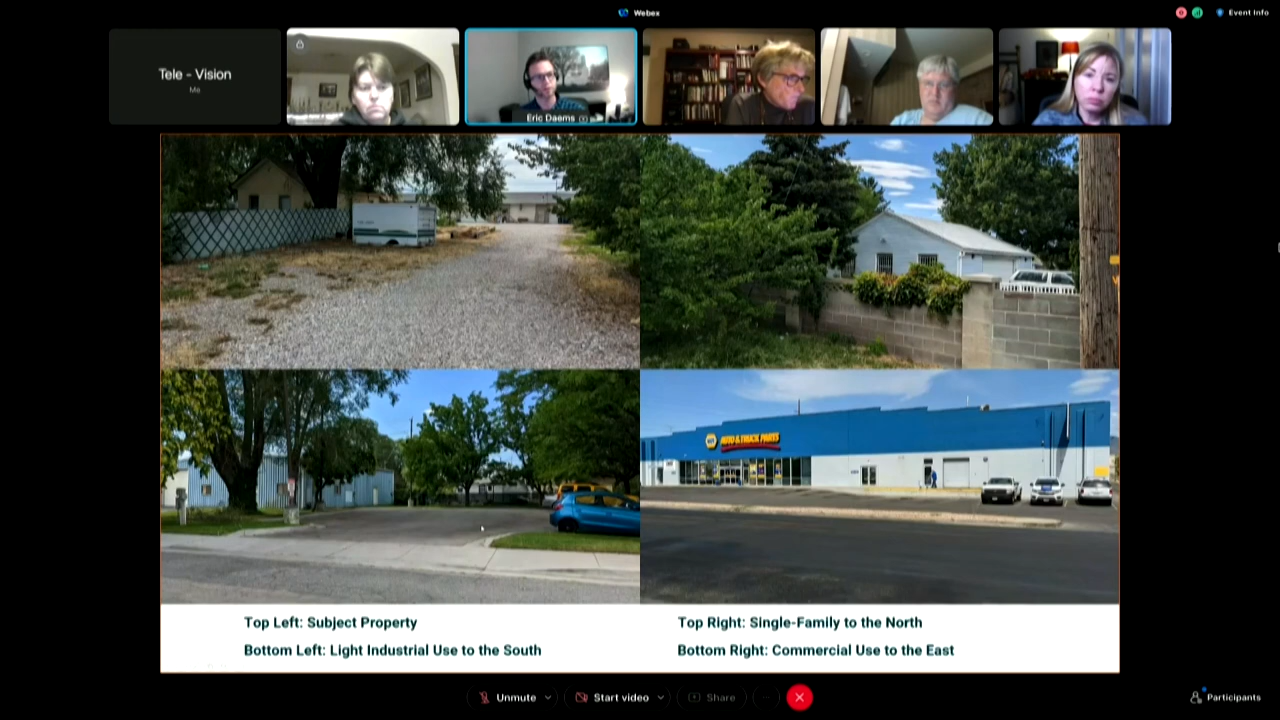 Webex
Event Info
Tele - Vision
Me
Eric Daems
NAPA AUTO & TRUCK PARTS
Top Left: Subject Property
Top Right: Single-Family to the North
Bottom Left: Light Industrial Use to the South
Bottom Right: Commercial Use to the East
Unmute
Start video
Share
Participants